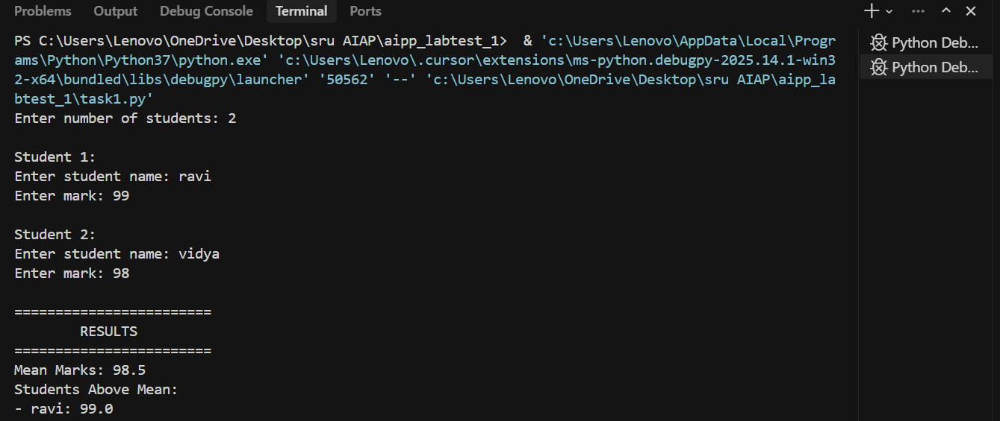 Problems Output Debug Console Terminal Ports
PS C:\Users\Lenovo\OneDrive\Desktop\sru AIAP\aipp_labtest_1>  & 'c:\Users\Lenovo\AppData\Local\Progr
ams\Python\Python37\python.exe' 'c:\Users\Lenovo\.cursor\extensions\ms-python.debugpy-2025.14.1-win3
2-x64\bundled\libs\debugpy\launcher' '50562' '--' 'c:\Users\Lenovo\OneDrive\Desktop\sru AIAP\aipp_la
btest_1\task1.py'
Enter number of students: 2
Student 1:
Enter student name: ravi
Enter mark: 99
Student 2:
Enter student name: vidya
Enter mark: 98
========================
RESULTS
========================
Mean Marks: 98.5
Students Above Mean:
- ravi: 99.0
Python Deb...
Python Deb...